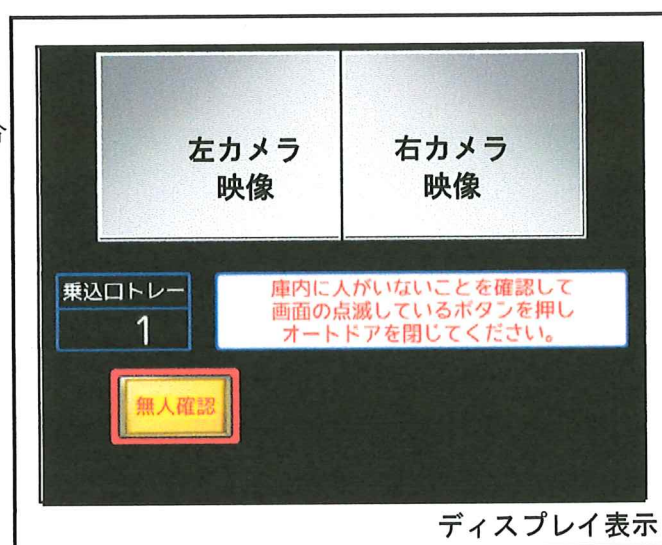 左カメラ
映像
右カメラ
映像
乗込口トレー
1
庫内に人がいないことを確認して
画面の点滅しているボタンを押し
オートドアを閉じてください。
無人確認
ディスプレイ表示